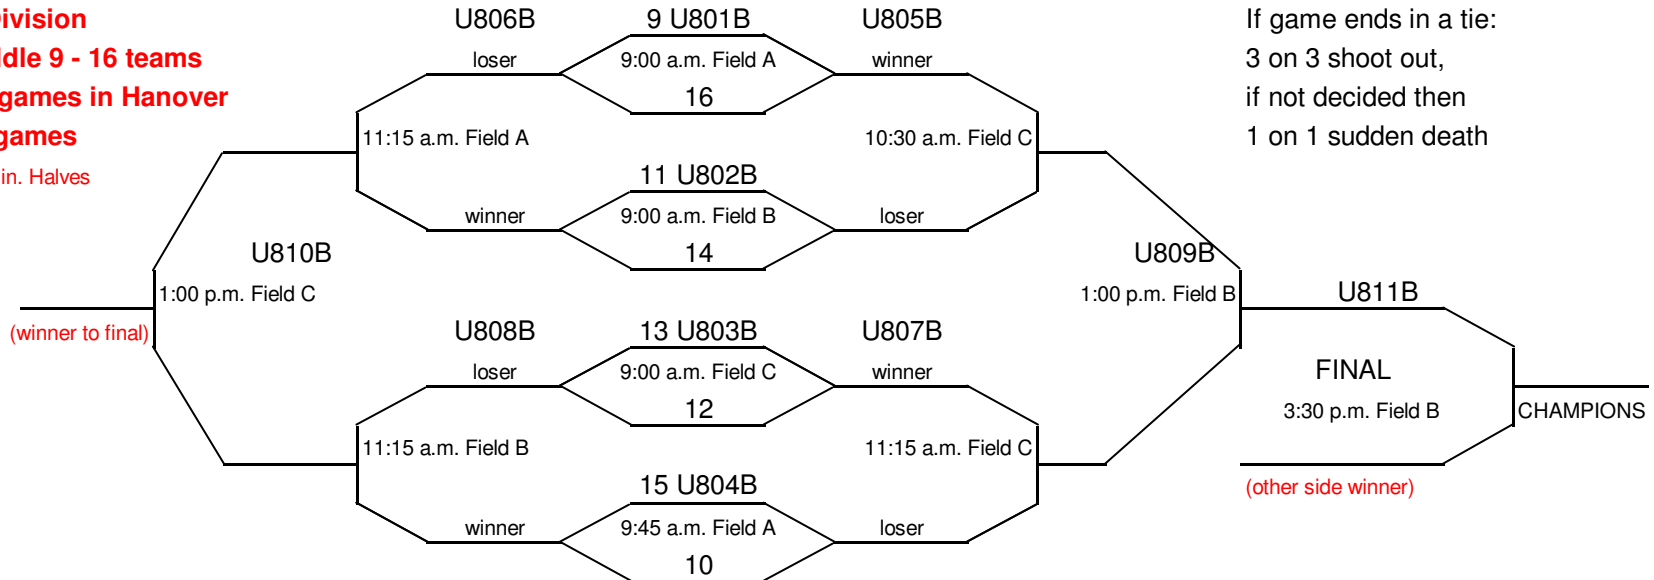 ivision
ddle 9 - 16 teams
games in Hanover
games
in. Halves
U806B
9 U801B
U805B
If game ends in a tie:
loser
9:00 a.m. Field A
winner
3 on 3 shoot out,
16
if not decided then
11:15 a.m. Field A
10:30 a.m. Field C
1 on 1 sudden death
11 U802B
winner
9:00 a.m. Field B
loser
14
U810B
U809B
1:00 p.m. Field C
1:00 p.m. Field B
U811B
(winner to final)
U808B
13 U803B
U807B
loser
9:00 a.m. Field C
winner
FINAL
12
3:30 p.m. Field B
CHAMPIONS
11:15 a.m. Field B
11:15 a.m. Field C
15 U804B
(other side winner)
winner
9:45 a.m. Field A
loser
10